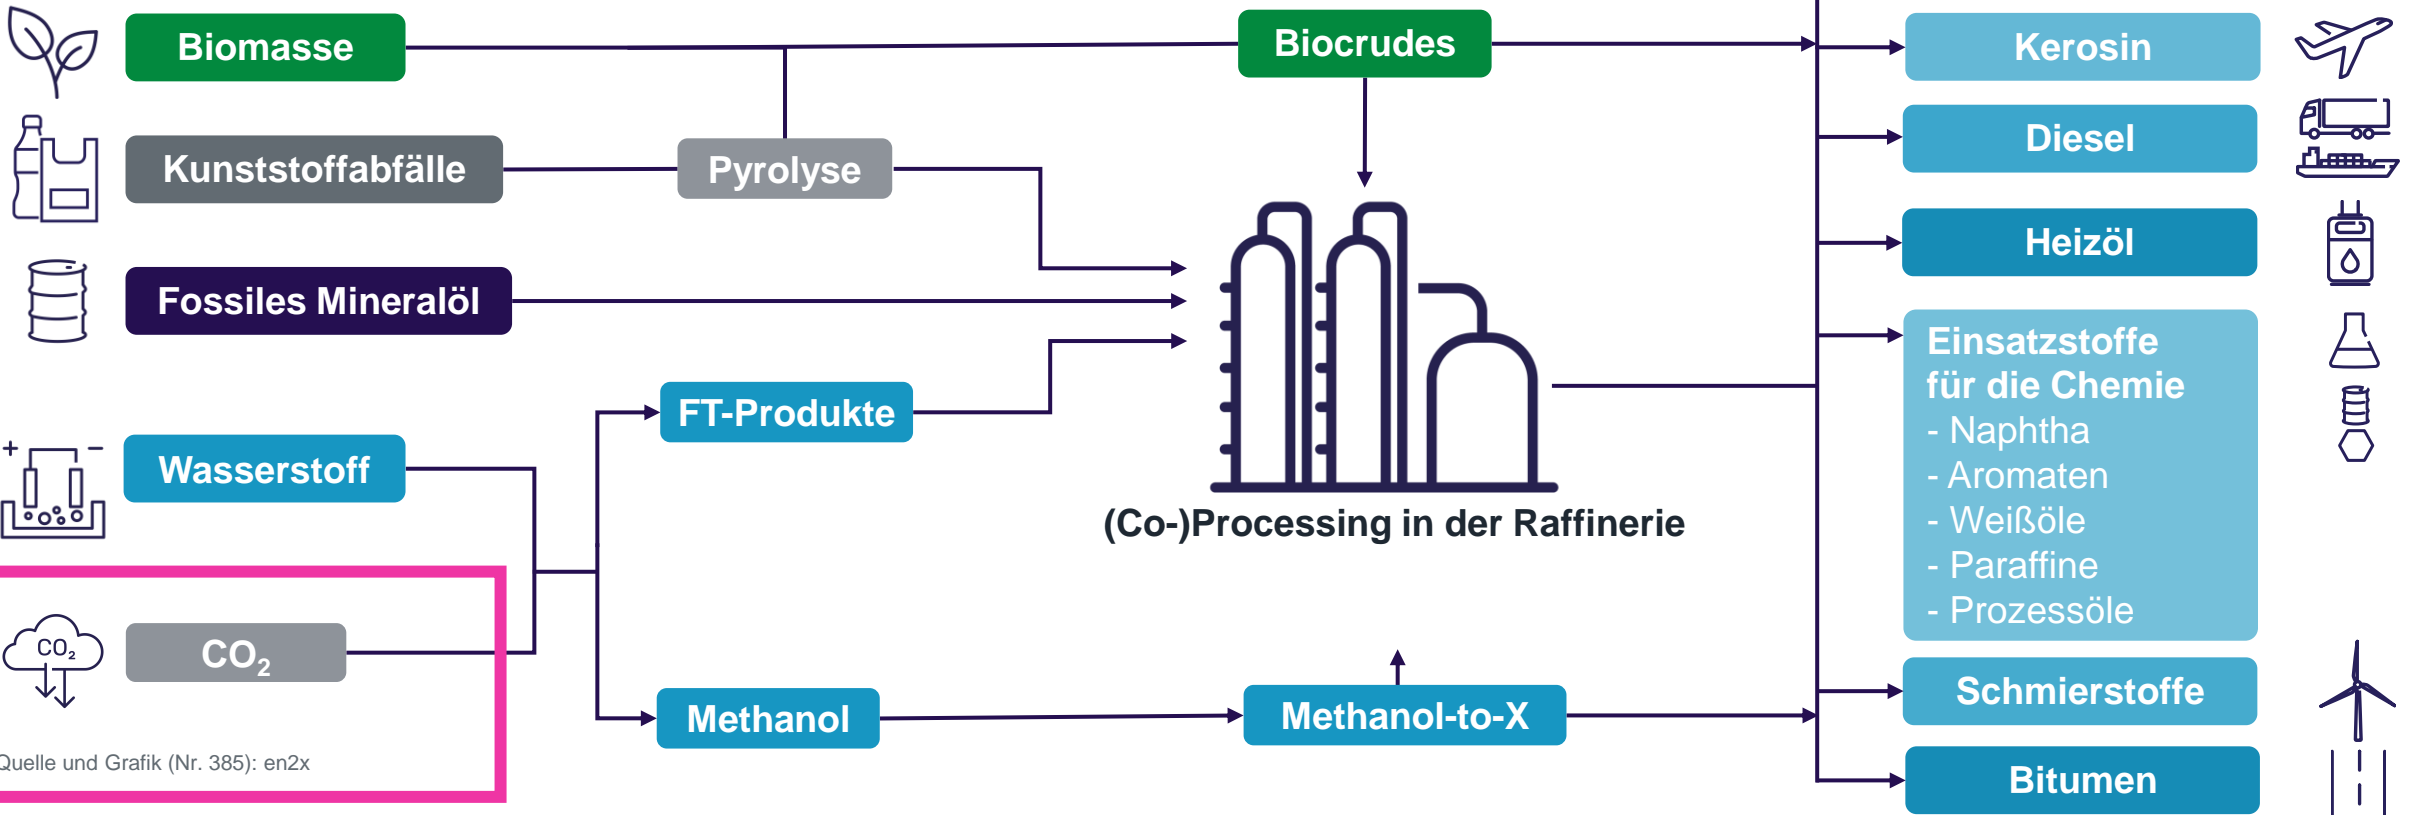 Biomasse
Biocrudes
Kerosin
Diesel
Kunststoffabfälle
Pyrolyse
Heizöl
Fossiles Mineralöl
Einsatzstoffe
für die Chemie
- Naphtha
- Aromaten
- Weißöle
- Paraffine
- Prozessöle
FT-Produkte
+ −
Wasserstoff
(Co-)Processing in der Raffinerie
CO₂
CO₂
Schmierstoffe
Methanol
Methanol-to-X
Quelle und Grafik (Nr. 385): en2x
Bitumen